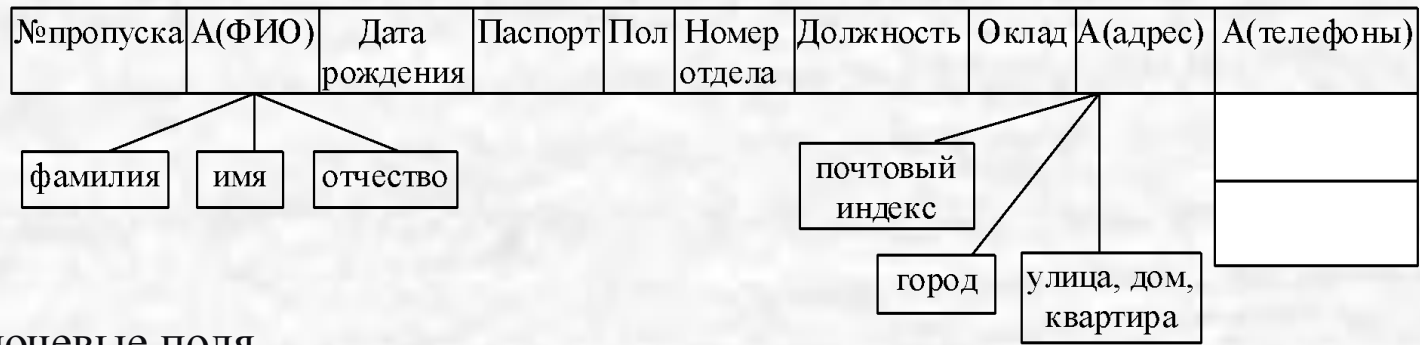 №пропуска А(ФИО) Дата рождения Паспорт Пол Номер отдела Должность Оклад А(адрес) А(телефоны)
фамилия имя отчество
почтовый
индекс
город
улица, дом,
квартира
поля